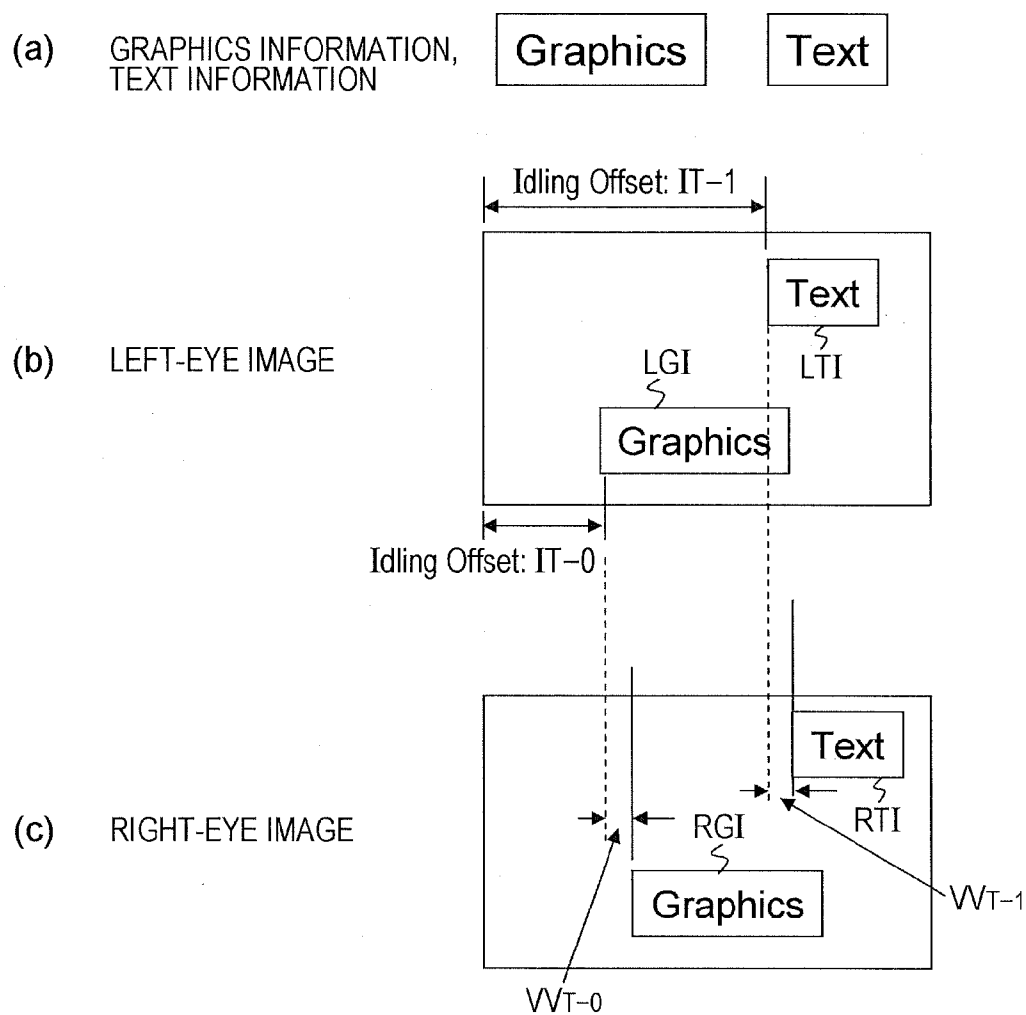 (a) GRAPHICS INFORMATION, TEXT INFORMATION
Graphics
Text
Idling Offset: IT-1
Text
(b) LEFT-EYE IMAGE
LGI
LTI
Graphics
Idling Offset: IT-0
Text
(c) RIGHT-EYE IMAGE
RGI
RTI
Graphics
VVT-1
VVT-0